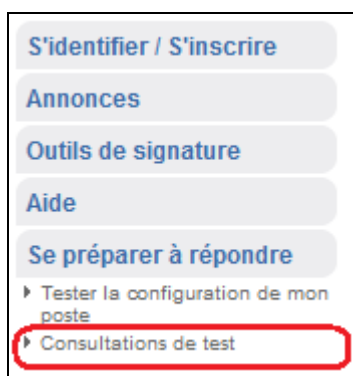 S'identifier / S'inscrire
Annonces
Outils de signature
Aide
Se préparer à répondre
Tester la configuration de mon
poste
Consultations de test